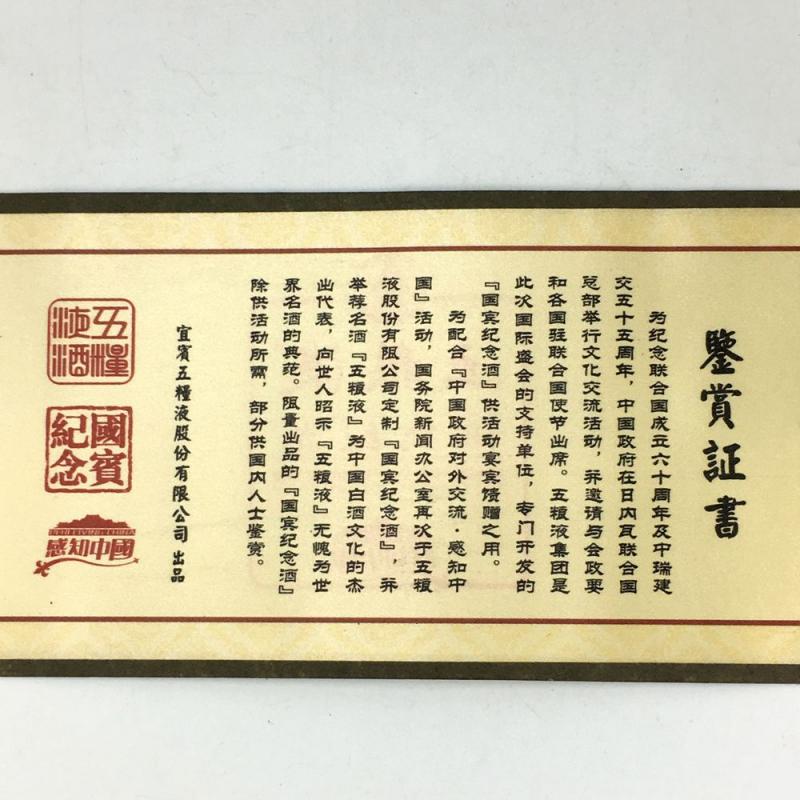 鑒賞証書
为纪念联合国成立六十周年及中瑞建
交五十五周年，中国政府在日内瓦联合国
总部举行文化交流活动，并邀请与会政要
和各国驻联合国使节出席。五粮液集团是
此次国际盛会的支持单位，专门开发的
『国宾纪念酒』供活动宴宾馈赠之用。
为配合『中国政府对外交流·感知中
国』活动，国务院新闻办公室再次于五粮
液股份有限公司定制『国宾纪念酒』，并
举荐名酒『五粮液』为中国白酒文化的杰
出代表，向世人昭示『五粮液』无愧为世
界名酒的典范。限量出品的『国宾纪念酒』
除供活动所需，部分供国内人士鉴赏。
宜賓五糧液股份有限公司 出品
五糧
液酒
國賓
紀念
感知中國